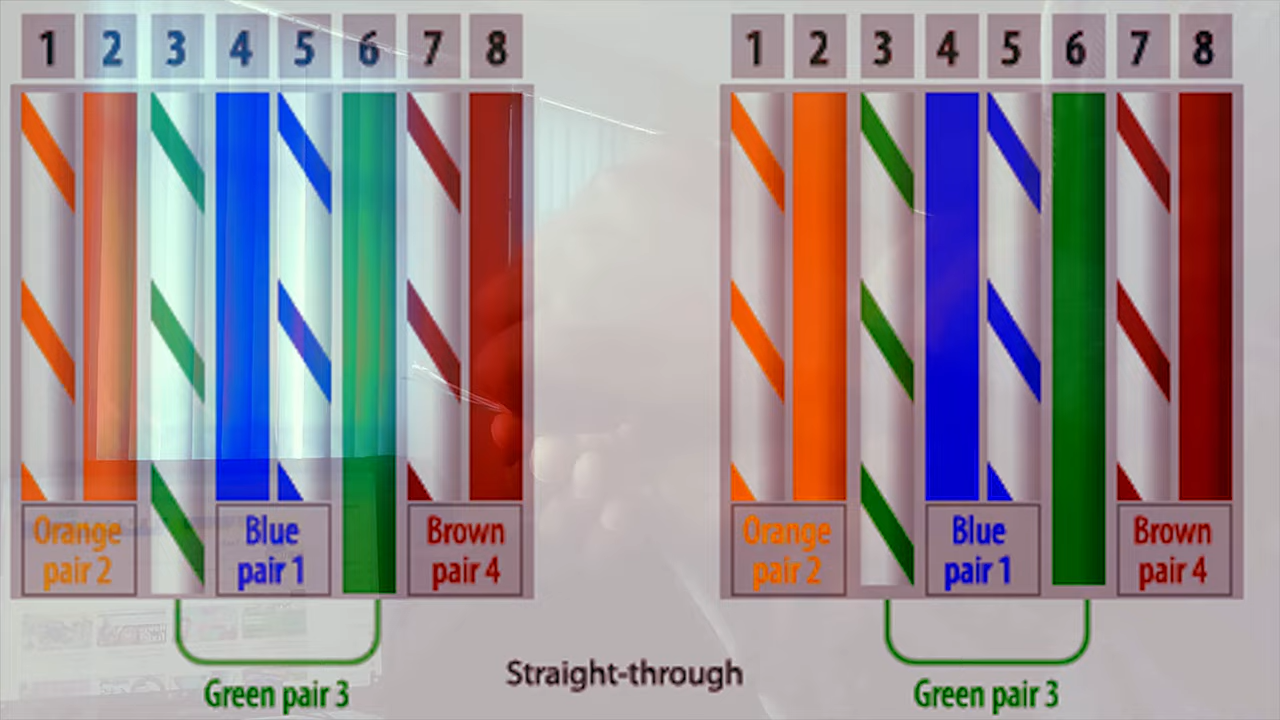 1 2 3 4 5 6 7 8
1 2 3 4 5 6 7 8
Orange
pair 2
Blue
pair 1
Brown
pair 4
Orange
pair 2
Blue
pair 1
Brown
pair 4
Green pair 3
Straight-through
Green pair 3